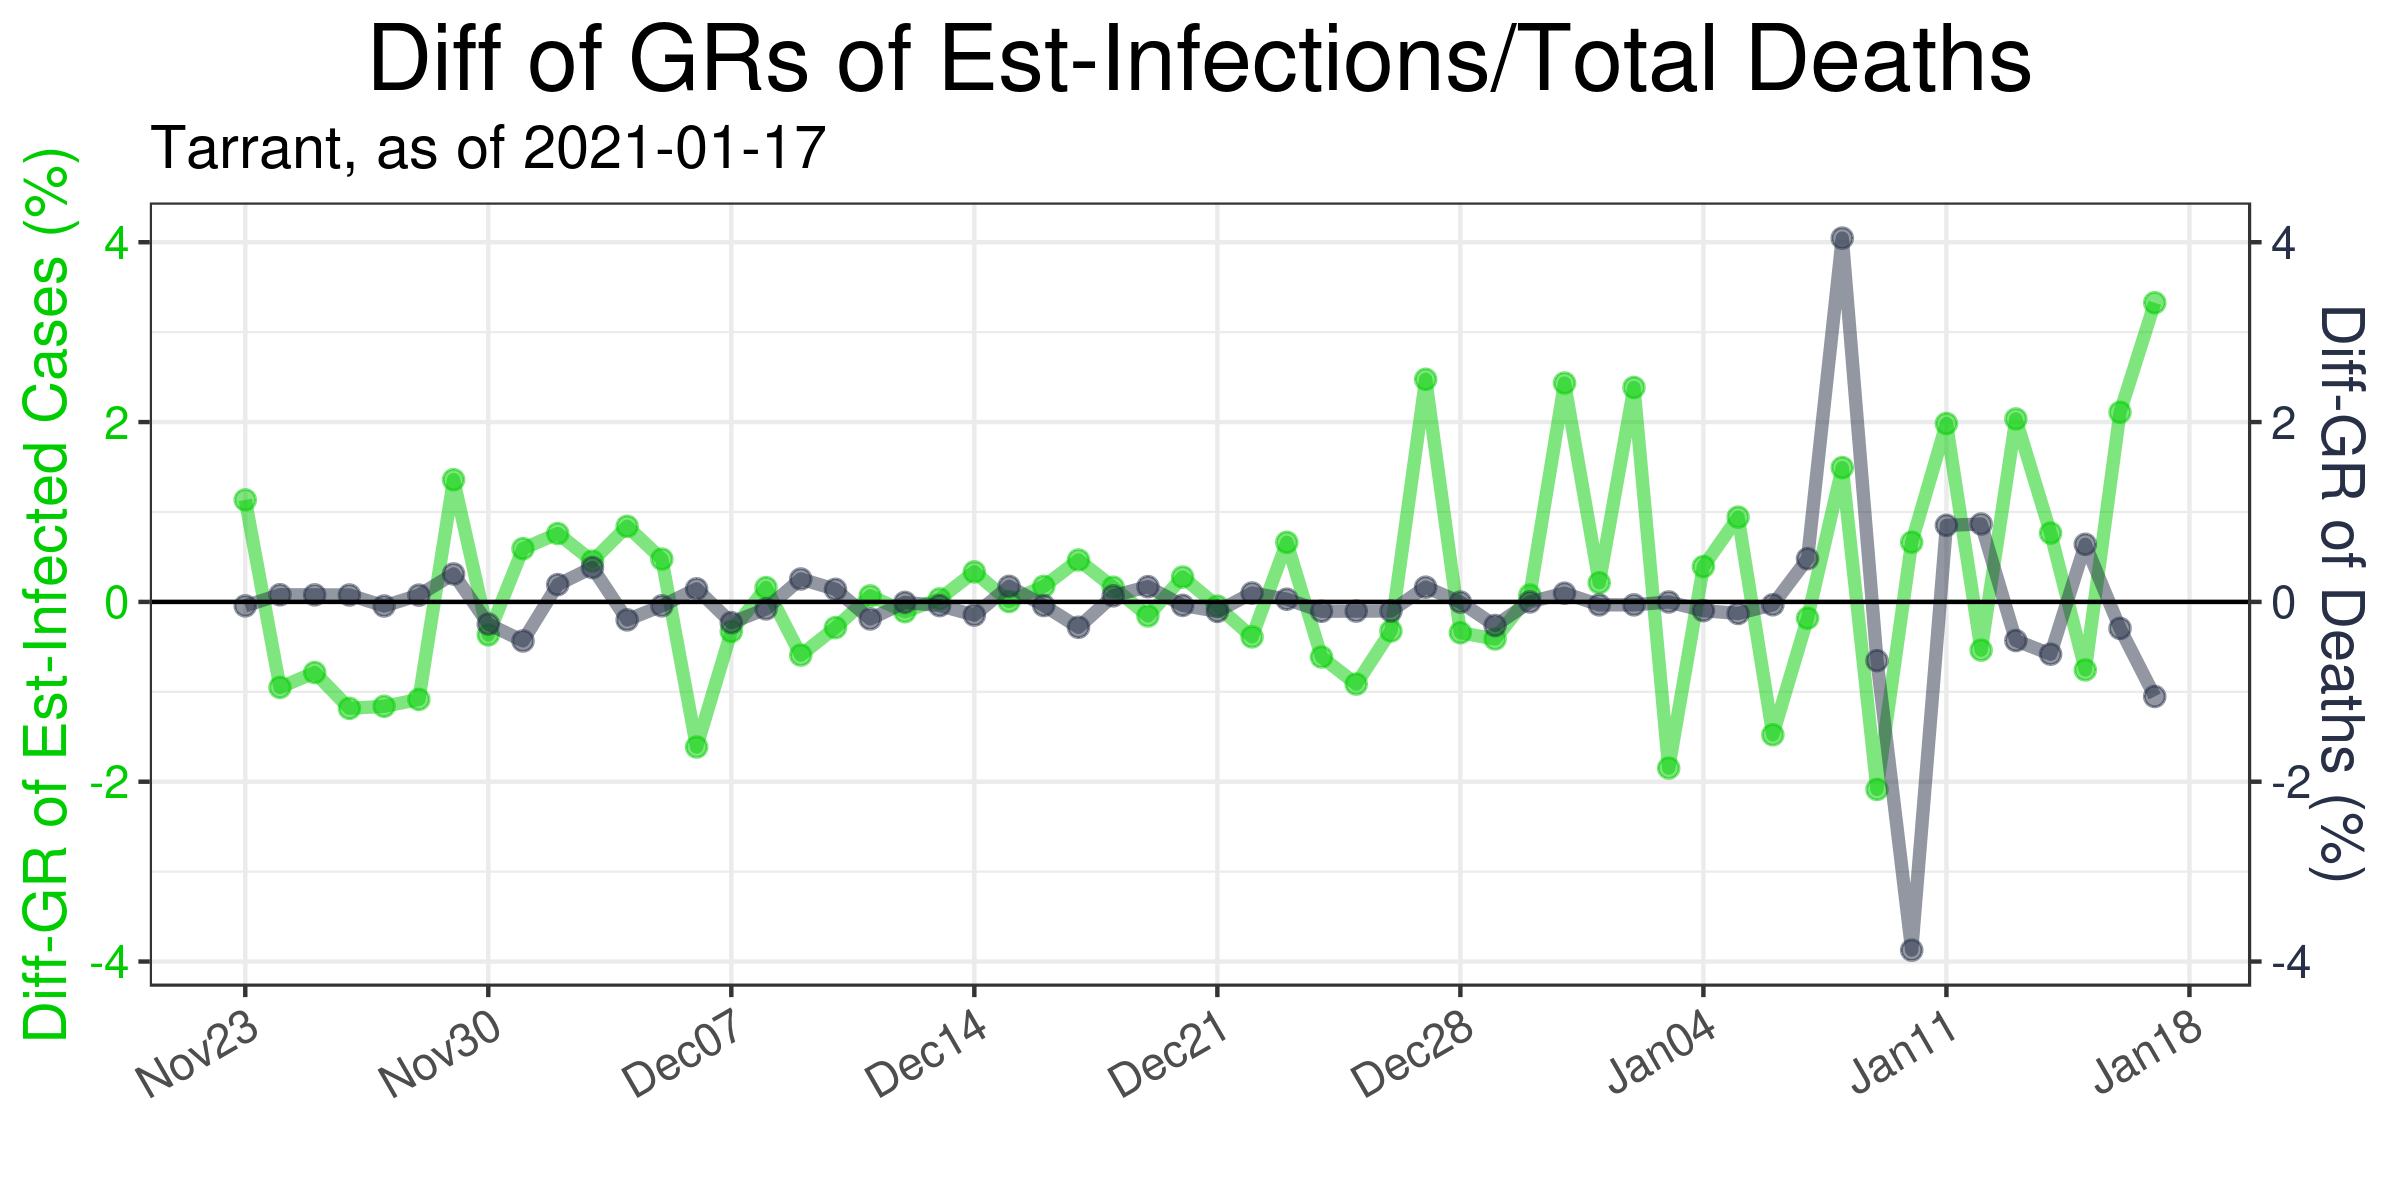 Diff of GRs of Est-Infections/Total Deaths
Tarrant, as of 2021-01-17
Diff-GR of Est-Infected Cases (%)
4
2
0
-2
-4
4
2
0
-2
-4
Diff-GR of Deaths (%)
Nov23
Nov30
Dec07
Dec14
Dec21
Dec28
Jan04
Jan11
Jan18